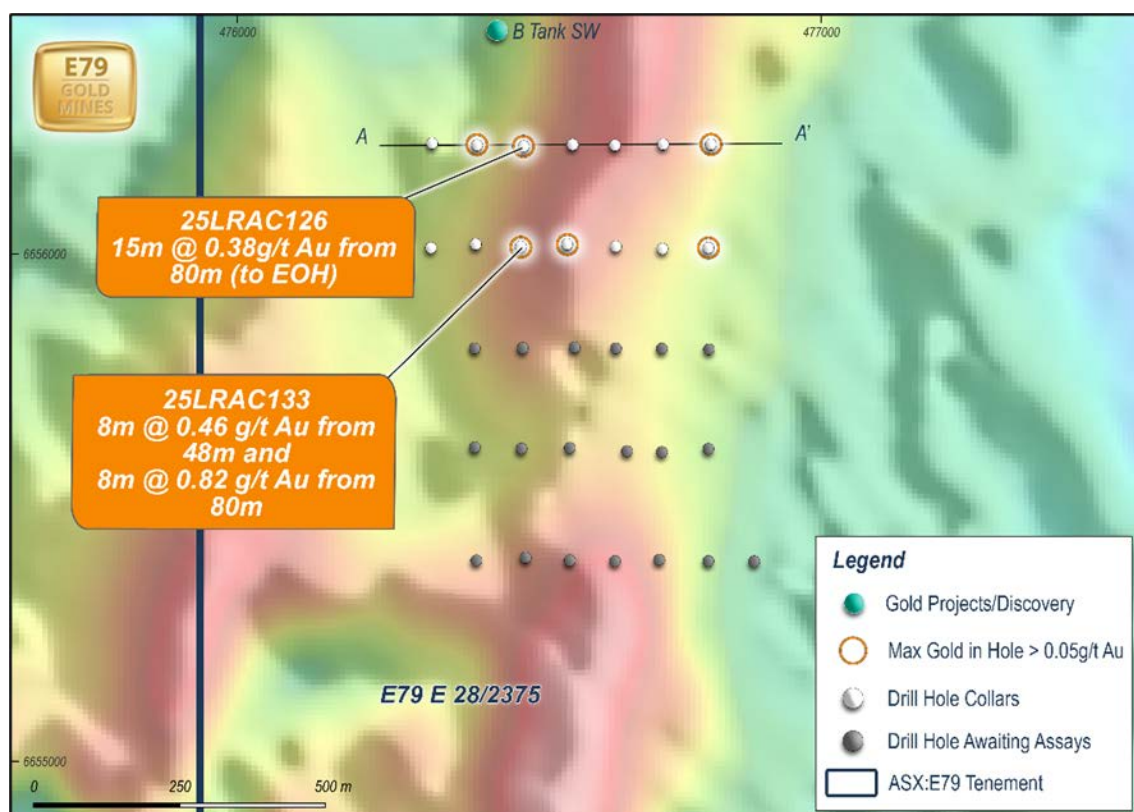 476000
477000
B Tank SW
E79
GOLD
MINES
A
A'
25LRAC126
15m @ 0.38g/t Au from
80m (to EOH)
6656000
25LRAC133
8m @ 0.46 g/t Au from
48m and
8m @ 0.82 g/t Au from
80m
Legend
Gold Projects/Discovery
Max Gold in Hole > 0.05g/t Au
Drill Hole Collars
Drill Hole Awaiting Assays
ASX:E79 Tenement
E79 E 28/2375
6655000
0 250 500 m